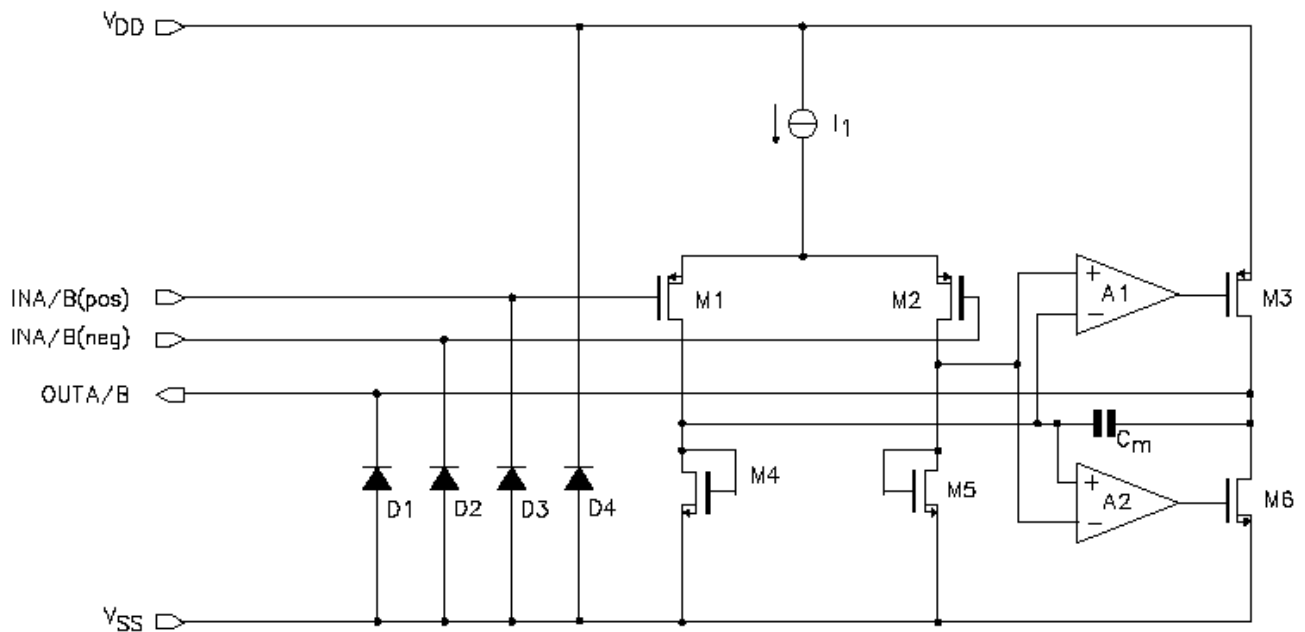 VDD
I1
INA/B(pos)
M1
M2
+
A1
−
M3
INA/B(neg)
OUTA/B
Cm
M4
M5
+
A2
−
M6
D1
D2
D3
D4
VSS